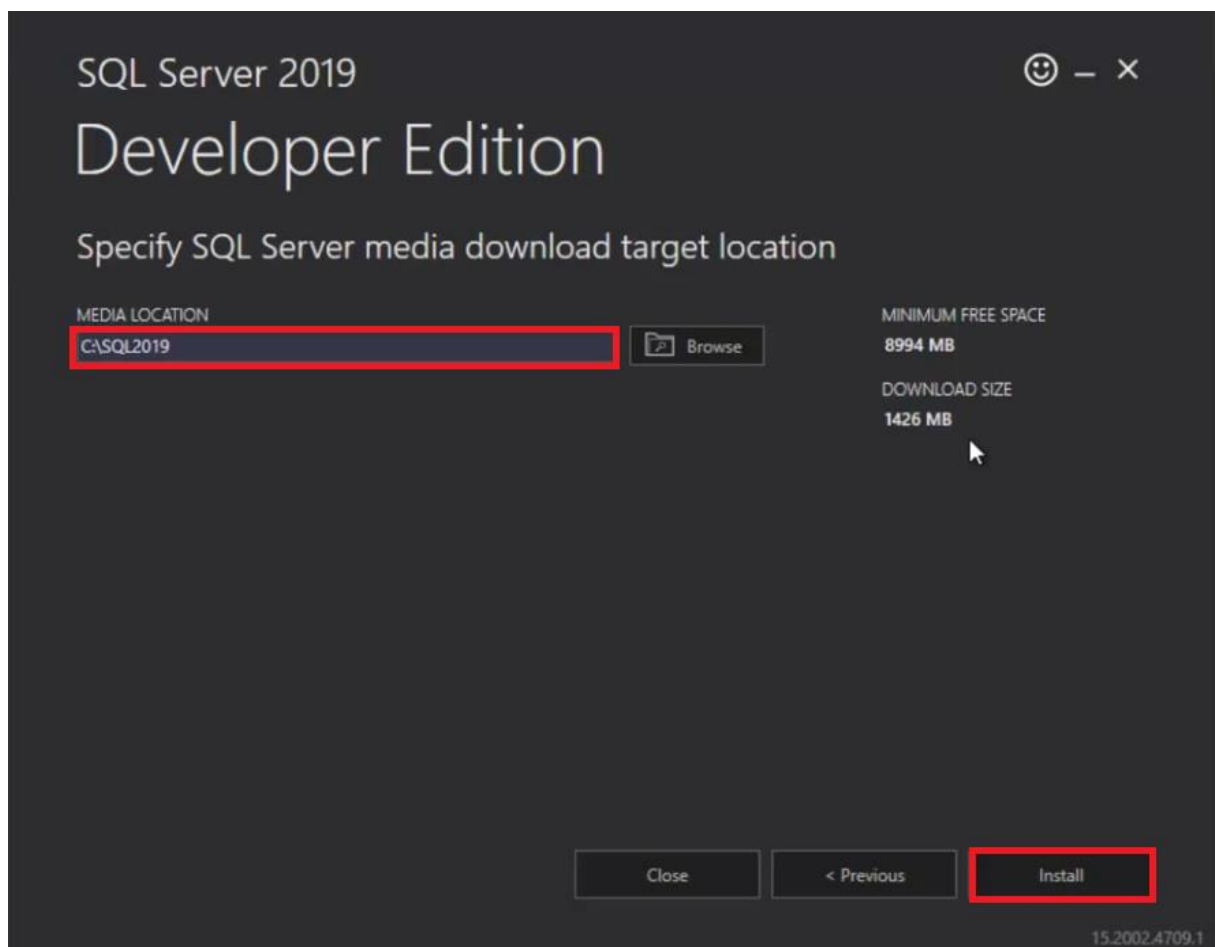 SQL Server 2019
Developer Edition
Specify SQL Server media download target location
MEDIA LOCATION
C:\SQL2019
Browse
MINIMUM FREE SPACE
8994 MB
DOWNLOAD SIZE
1426 MB
Close
< Previous
Install
15.2002.4709.1